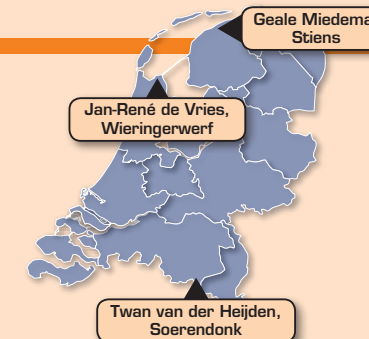 Geale Miedema
Stiens
Jan-René de Vries,
Wieringerwerf
Twan van der Heijden,
Soerendonk